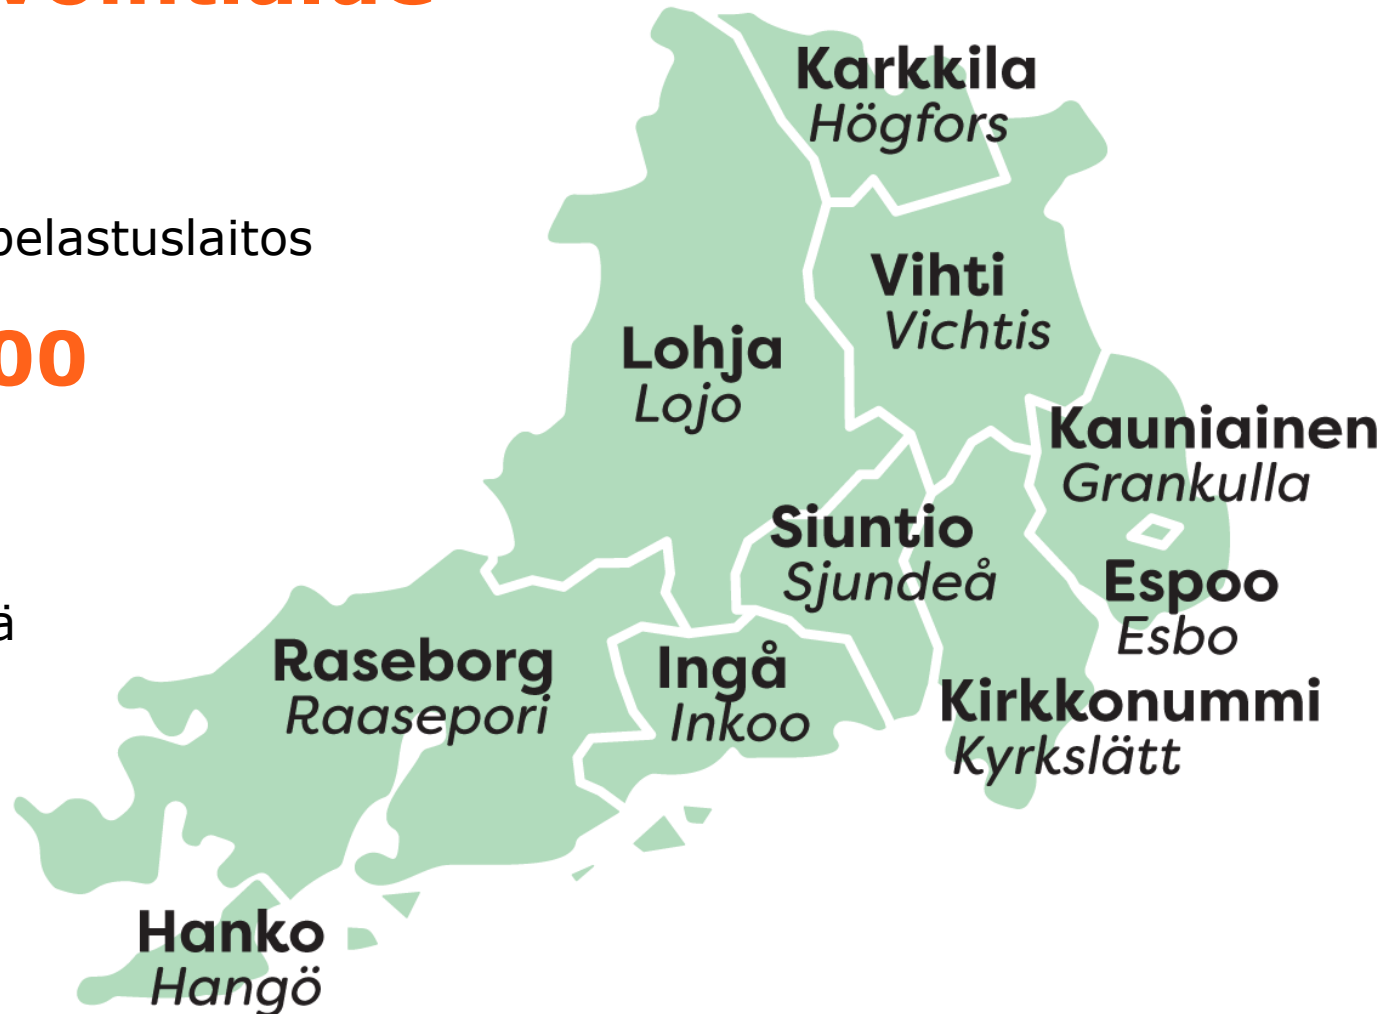 pelastuslaitos
00
ä
Karkkila
Högfors
Vihti
Vichtis
Lohja
Lojo
Kauniainen
Grankulla
Siuntio
Sjundeå
Espoo
Esbo
Raseborg
Raasepori
Ingå
Inkoo
Kirkkonummi
Kyrkslätt
Hanko
Hangö